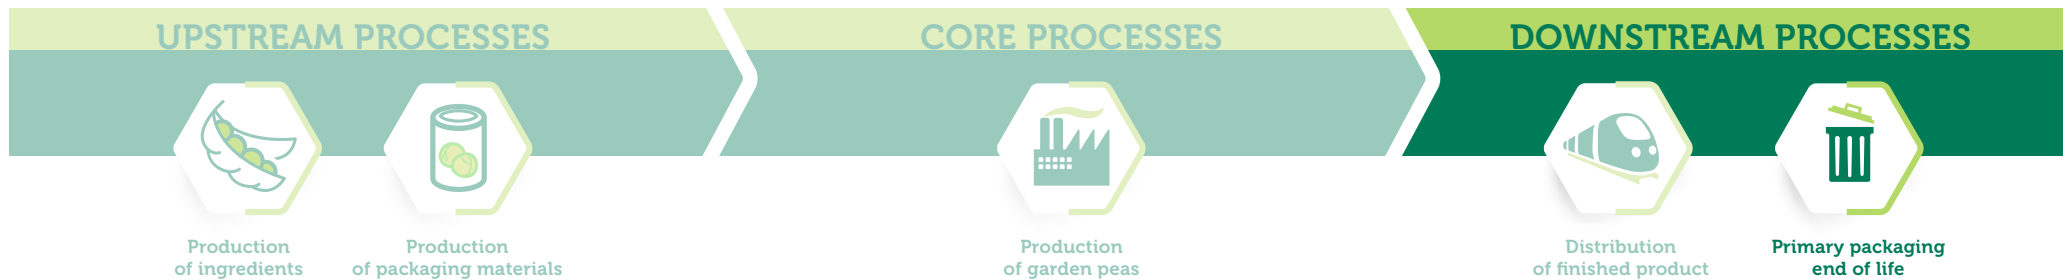 UPSTREAM PROCESSES
CORE PROCESSES
DOWNSTREAM PROCESSES
Production
of ingredients
Production
of packaging materials
Production
of garden peas
Distribution
of finished product
Primary packaging
end of life